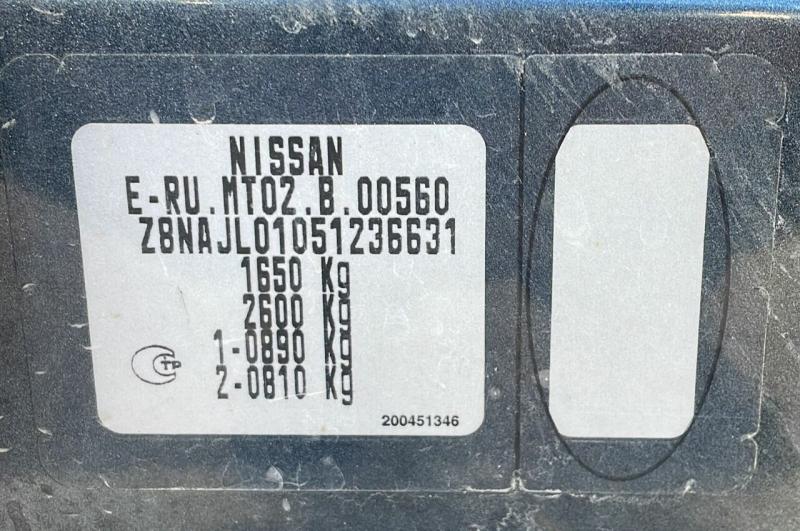 NISSAN
E-RU.MT02.B.00560
Z8NAJL01051236631
1650 Kg
2600 Kg
1-0890 Kg
2-0810 Kg
200451346